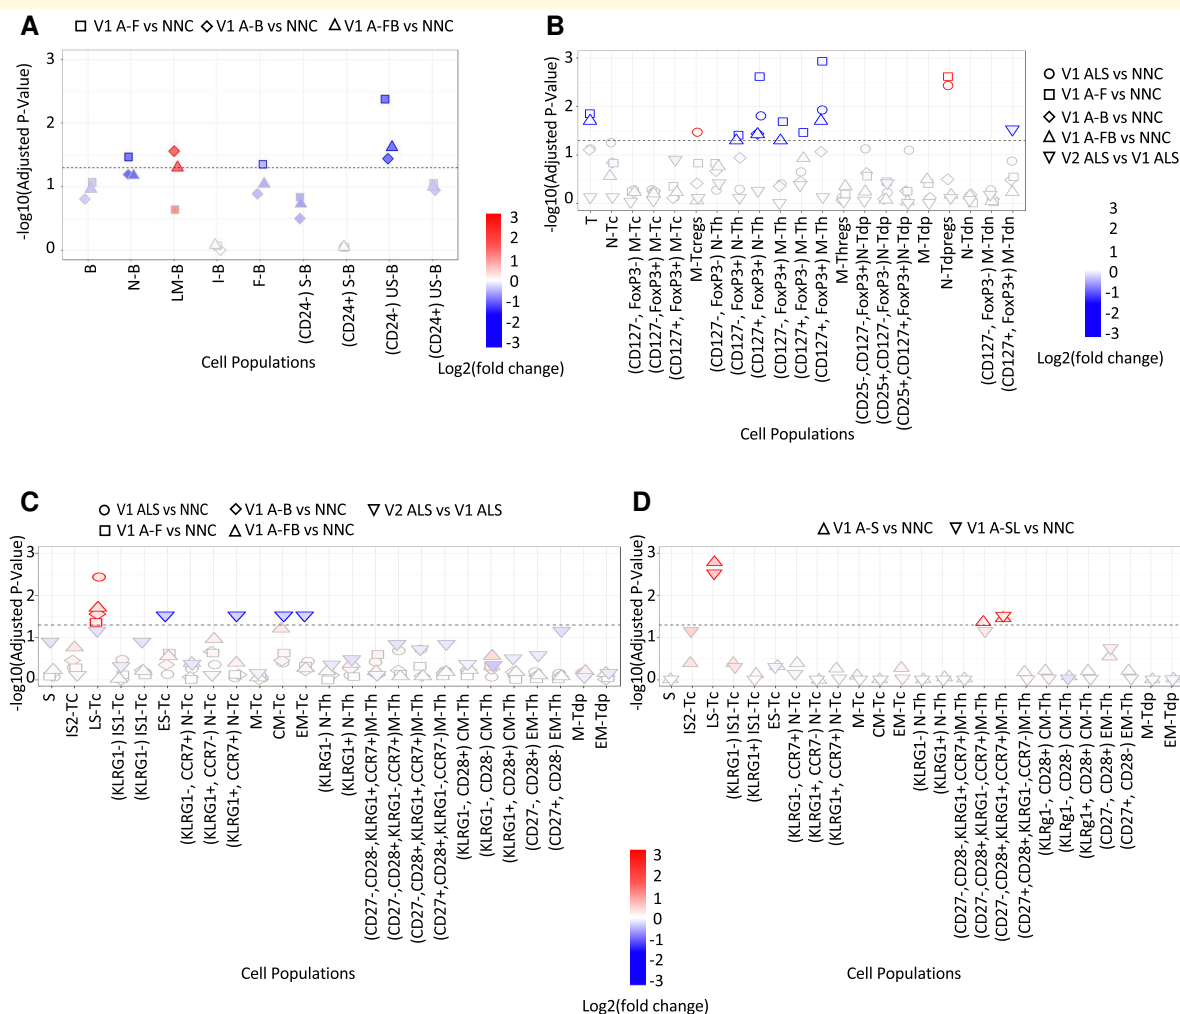 A
V1 A-F vs NNC V1 A-B vs NNC V1 A-FB vs NNC
-log10(Adjusted P-Value)
3
2
1
0
B
N-B
LM-B
I-B
F-B
(CD24-) S-B
(CD24+) S-B
(CD24-) US-B
(CD24+) US-B
Cell Populations
3
2
1
0
-1
-2
-3
Log2(fold change)
B
-log10(Adjusted P-Value)
3
2
1
0
T
N-Tc
(CD127-, FoxP3-) M-Tc
(CD127-,FoxP3+) M-Tc
(CD127+, FoxP3+) M-Tc
M-Tcregs
(CD127-, FoxP3-) N-Th
(CD127-, FoxP3+) N-Th
(CD127+, FoxP3+) N-Th
(CD127-, FoxP3+) M-Th
(CD127+, FoxP3-) M-Th
(CD127+, FoxP3+) M-Th
M-Thregs
(CD25-,CD127-,FoxP3+)N-Tdp
(CD25+,CD127-,FoxP3-)N-Tdp
(CD25+,CD127+,FoxP3+)N-Tdp
M-Tdp
N-Tdpregs
N-Tdn
(CD127-, FoxP3-) M-Tdn
(CD127+, FoxP3+) M-Tdn
Cell Populations
V1 ALS vs NNC
V1 A-F vs NNC
V1 A-B vs NNC
V1 A-FB vs NNC
V2 ALS vs V1 ALS
3
2
1
0
-1
-2
-3
Log2(fold change)
C
V1 ALS vs NNC V1 A-B vs NNC V2 ALS vs V1 ALS
V1 A-F vs NNC V1 A-FB vs NNC
-log10(Adjusted P-Value)
3
2
1
0
S
IS2-TC
LS-Tc
(KLRG1-) IS1-Tc
(KLRG1-) IS1-Tc
ES-Tc
(KLRG1-, CCR7+) N-Tc
(KLRG1+, CCR7-) N-Tc
(KLRG1+, CCR7+) N-Tc
M-Tc
CM-Tc
EM-Tc
(KLRG1-) N-Th
(KLRG1+) N-Th
(CD27-,CD28-,KLRG1+,CCR7+)M-Th
(CD27-,CD28+,KLRG1-,CCR7+)M-Th
(CD27-,CD28+,KLRG1+,CCR7+)M-Th
(CD27+,CD28+,KLRG1-,CCR7-)M-Th
(KLRG1-, CD28+) CM-Th
(KLRG1-, CD28-) CM-Th
(KLRG1+, CD28+) CM-Th
(CD27-, CD28+) EM-Th
(CD27+, CD28-) EM-Th
M-Tdp
EM-Tdp
Cell Populations
3
2
1
0
-1
-2
-3
Log2(fold change)
D
V1 A-S vs NNC V1 A-SL vs NNC
-log10(Adjusted P-Value)
3
2
1
0
S
IS2-Tc
LS-Tc
(KLRG1-) IS1-Tc
(KLRG1+) IS1-Tc
ES-Tc
(KLRG1-, CCR7+) N-Tc
(KLRG1+, CCR7-) N-Tc
(KLRG1+, CCR7+) N-Tc
M-Tc
CM-Tc
EM-Tc
(KLRG1-) N-Th
(KLRG1+) N-Th
(CD27-,CD28-,KLRG1+,CCR7+)M-Th
(CD27-,CD28+,KLRG1-,CCR7+)M-Th
(CD27-,CD28+,KLRG1+,CCR7+)M-Th
(CD27+,CD28+,KLRG1-,CCR7-)M-Th
(KLRg1-, CD28+) CM-Th
(KLRg1-, CD28-) CM-Th
(KLRg1+, CD28+) CM-Th
(CD27-, CD28+) EM-Th
(CD27+, CD28-) EM-Th
M-Tdp
EM-Tdp
Cell Populations